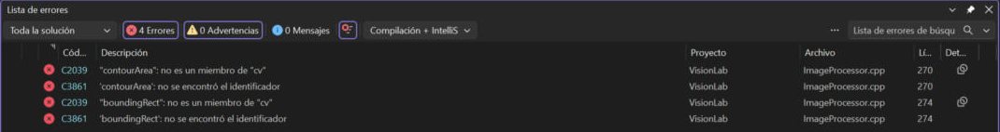 Lista de errores
Toda la solución 4 Errores 0 Advertencias 0 Mensajes Compilación + IntelliS ... Lista de errores de búsqu
Cód... Descripción Proyecto Archivo Lí... Det...
C2039 "contourArea": no es un miembro de "cv" VisionLab ImageProcessor.cpp 270
C3861 'contourArea': no se encontró el identificador VisionLab ImageProcessor.cpp 270
C2039 "boundingRect": no es un miembro de "cv" VisionLab ImageProcessor.cpp 274
C3861 'boundingRect': no se encontró el identificador VisionLab ImageProcessor.cpp 274